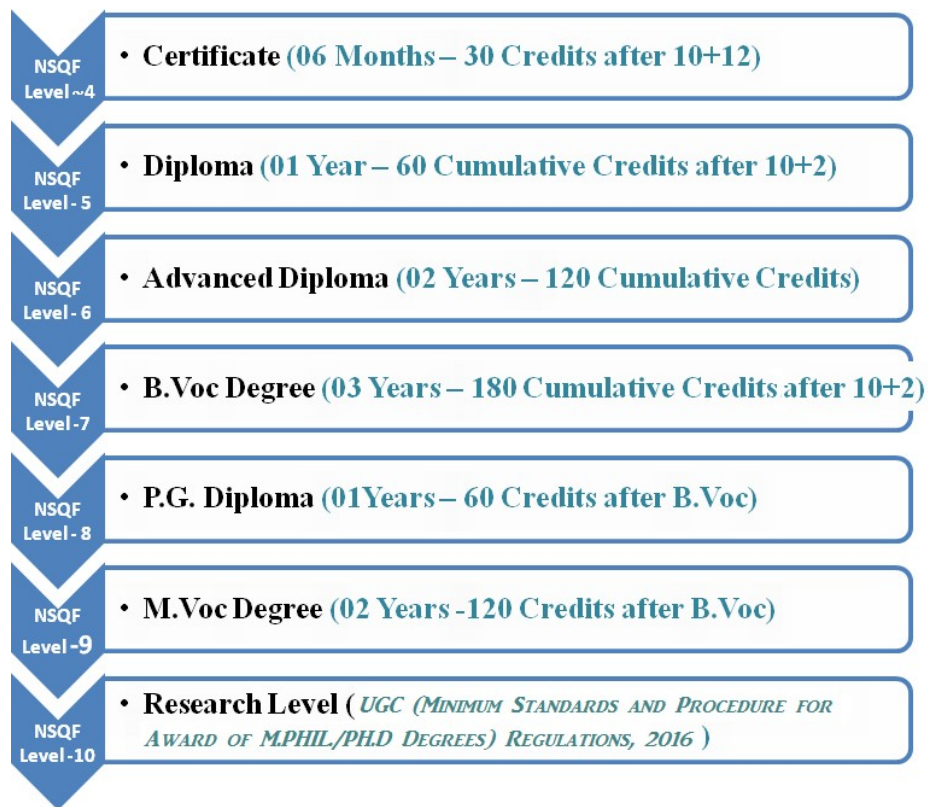 NSQF
Level~4
• Certificate (06 Months – 30 Credits after 10+12)
NSQF
Level- 5
• Diploma (01 Year – 60 Cumulative Credits after 10+2)
NSQF
Level- 6
• Advanced Diploma (02 Years – 120 Cumulative Credits)
NSQF
Level-7
• B.Voc Degree (03 Years – 180 Cumulative Credits after 10+2)
NSQF
Level- 8
• P.G. Diploma (01Years – 60 Credits after B.Voc)
NSQF
Level-9
• M.Voc Degree (02 Years -120 Credits after B.Voc)
NSQF
Level-10
• Research Level ( UGC (MINIMUM STANDARDS AND PROCEDURE FOR
AWARD OF M.PHIL./PH.D DEGREES) REGULATIONS, 2016 )